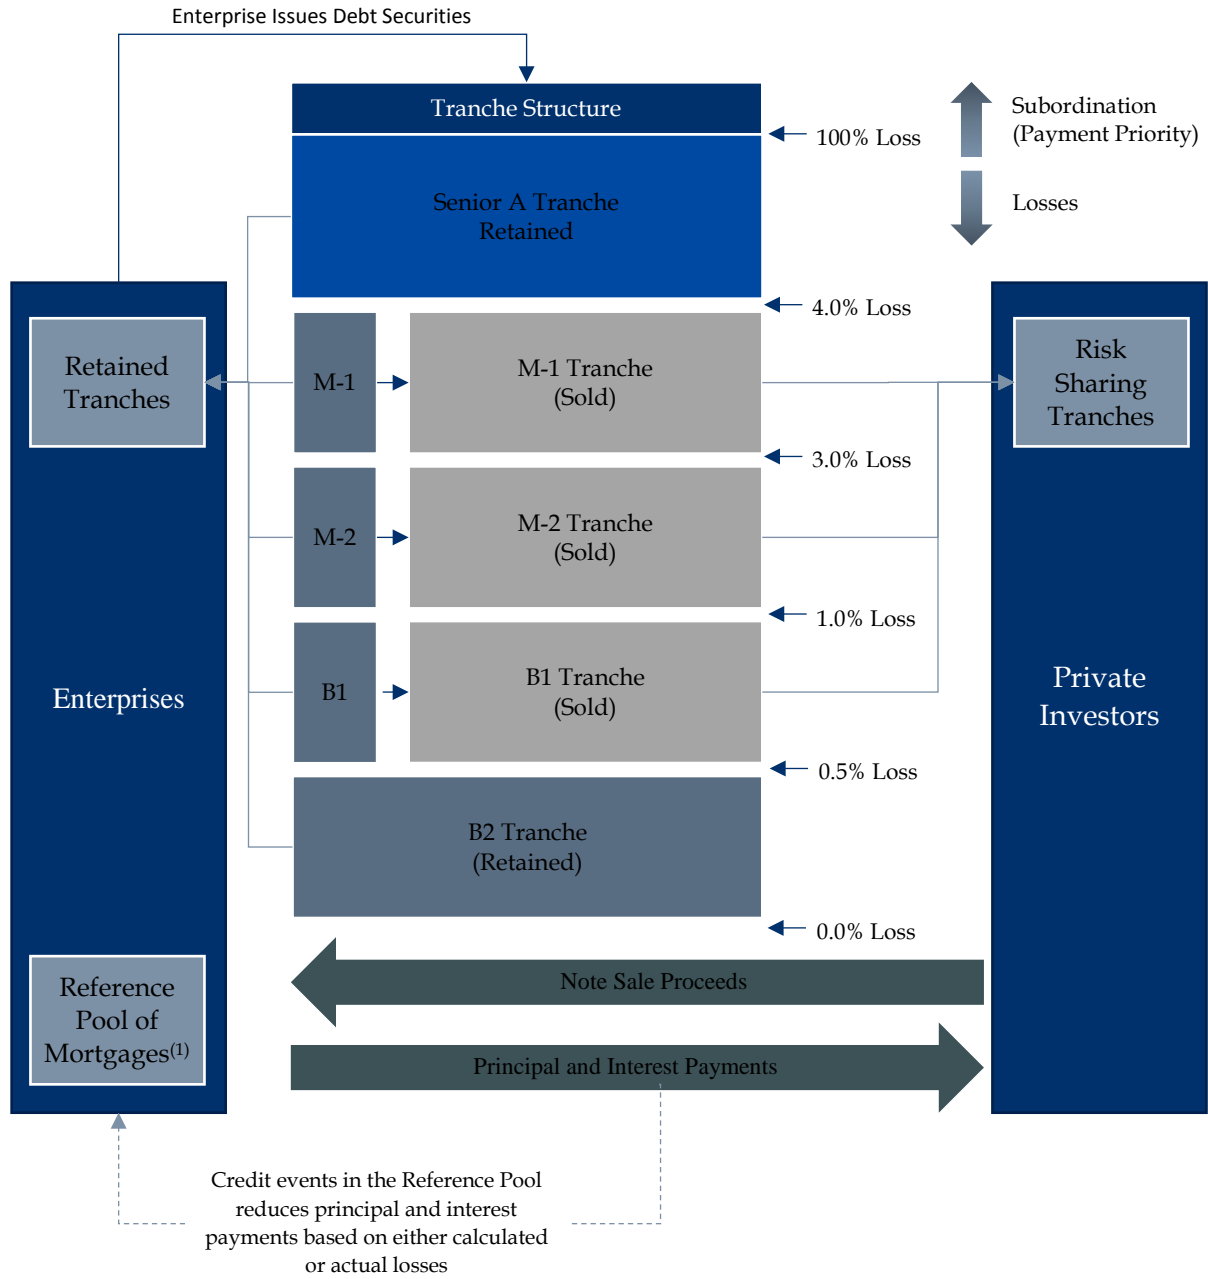 Enterprise Issues Debt Securities
Tranche Structure
100% Loss
Subordination
(Payment Priority)
Losses
Senior A Tranche
Retained
4.0% Loss
Retained
Tranches
M-1
M-1 Tranche
(Sold)
Risk
Sharing
Tranches
3.0% Loss
M-2
M-2 Tranche
(Sold)
1.0% Loss
Enterprises
B1
B1 Tranche
(Sold)
Private
Investors
0.5% Loss
B2 Tranche
(Retained)
0.0% Loss
Reference
Pool of
Mortgages(1)
Note Sale Proceeds
Principal and Interest Payments
Credit events in the Reference Pool
reduces principal and interest
payments based on either calculated
or actual losses